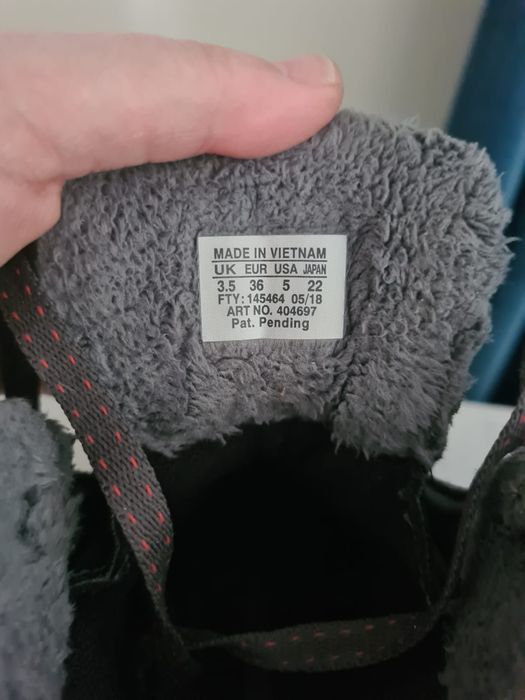 MADE IN VIETNAM
UK EUR USA JAPAN
3.5 36 5 22
FTY: 145464 05/18
ART NO. 404697
Pat. Pending